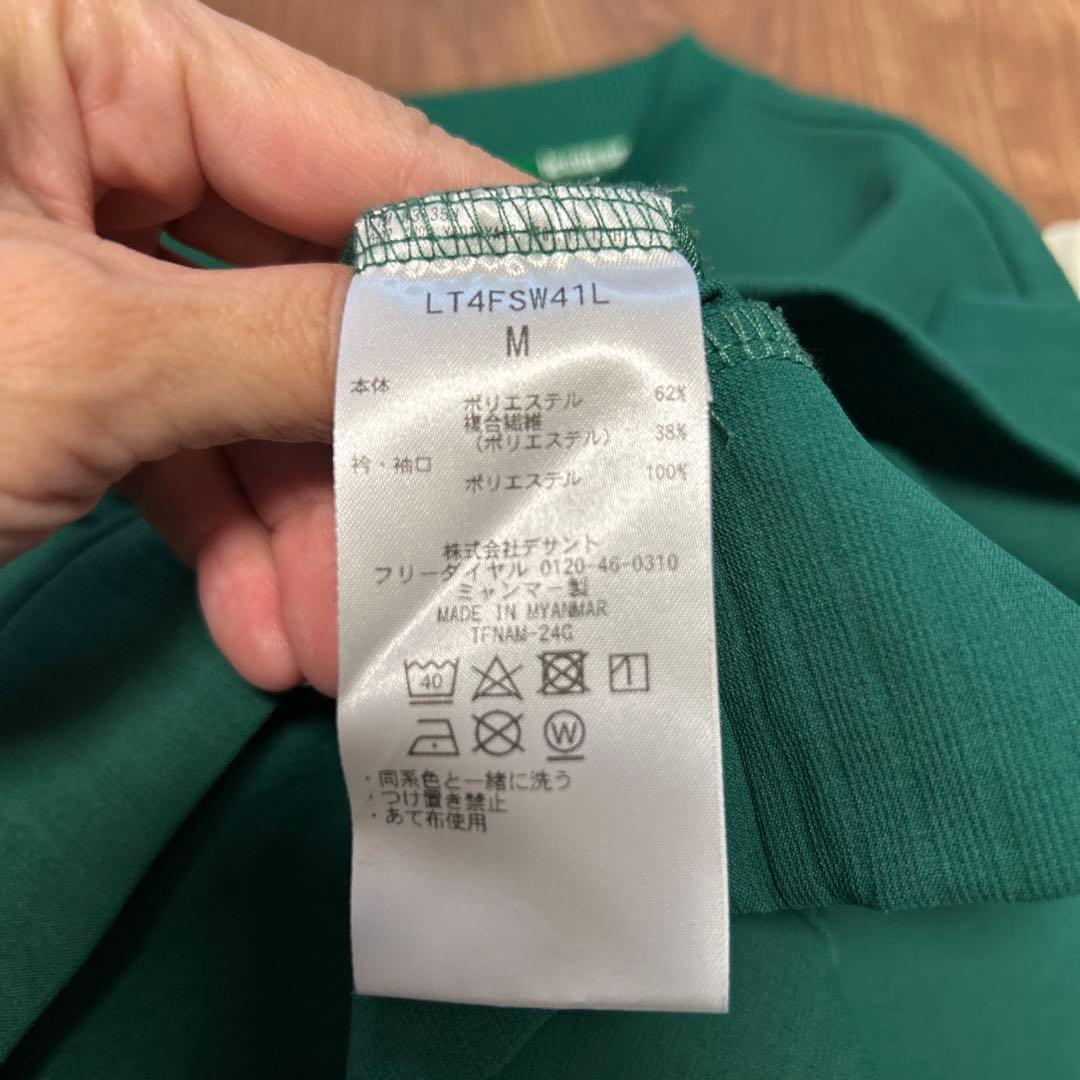 LT4FSW41L
M
本体
ポリエステル 62%
複合繊維
(ポリエステル) 38%
衿・袖口
ポリエステル 100%
株式会社デサント
フリーダイヤル 0120-46-0310
ミャンマー製
MADE IN MYANMAR
TFNAM-24G
40
W
・同系色と一緒に洗う
・つけ置き禁止
・あて布使用